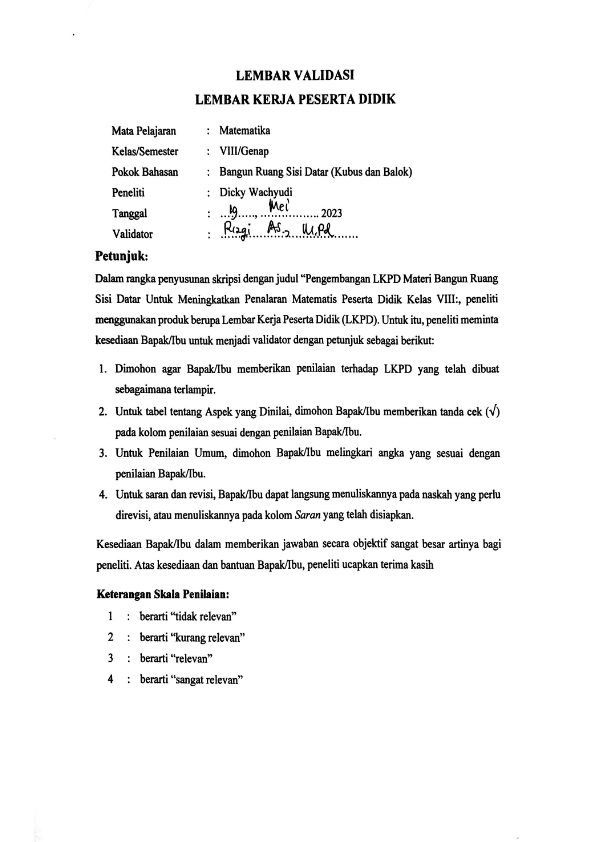 LEMBAR VALIDASI
LEMBAR KERJA PESERTA DIDIK
Mata Pelajaran : Matematika
Kelas/Semester : VIII/Genap
Pokok Bahasan : Bangun Ruang Sisi Datar (Kubus dan Balok)
Peneliti : Dicky Wachyudi
Tanggal : ...19....., ...Mei............ 2023
Validator : Rizqi As., M.Pd
Petunjuk:
Dalam rangka penyusunan skripsi dengan judul “Pengembangan LKPD Materi Bangun Ruang
Sisi Datar Untuk Meningkatkan Penalaran Matematis Peserta Didik Kelas VIII:, peneliti
menggunakan produk berupa Lembar Kerja Peserta Didik (LKPD). Untuk itu, peneliti meminta
kesediaan Bapak/Ibu untuk menjadi validator dengan petunjuk sebagai berikut:
1. Dimohon agar Bapak/Ibu memberikan penilaian terhadap LKPD yang telah dibuat
sebagaimana terlampir.
2. Untuk tabel tentang Aspek yang Dinilai, dimohon Bapak/Ibu memberikan tanda cek (√)
pada kolom penilaian sesuai dengan penilaian Bapak/Ibu.
3. Untuk Penilaian Umum, dimohon Bapak/Ibu melingkari angka yang sesuai dengan
penilaian Bapak/Ibu.
4. Untuk saran dan revisi, Bapak/Ibu dapat langsung menuliskannya pada naskah yang perlu
direvisi, atau menuliskannya pada kolom Saran yang telah disiapkan.
Kesediaan Bapak/Ibu dalam memberikan jawaban secara objektif sangat besar artinya bagi
peneliti. Atas kesediaan dan bantuan Bapak/Ibu, peneliti ucapkan terima kasih
Keterangan Skala Penilaian:
1 : berarti “tidak relevan”
2 : berarti “kurang relevan”
3 : berarti “relevan”
4 : berarti “sangat relevan”